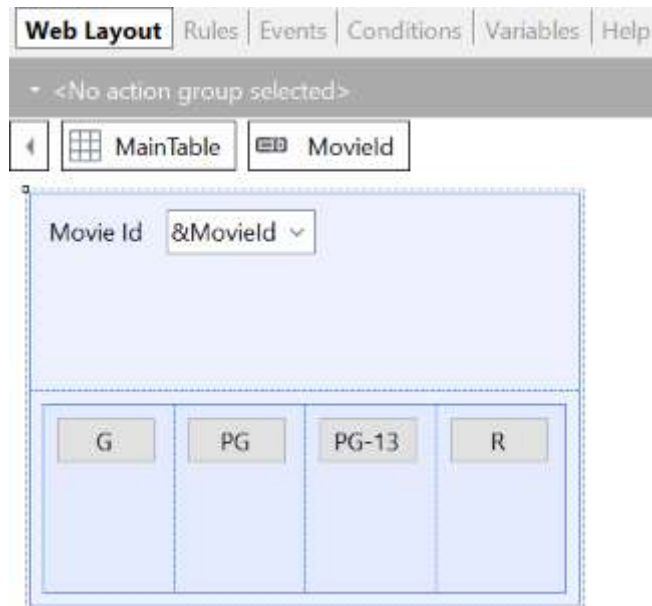 Web Layout Rules Events Conditions Variables Help
<No action group selected>
MainTable MovieId
Movie Id &MovieId
G PG PG-13 R